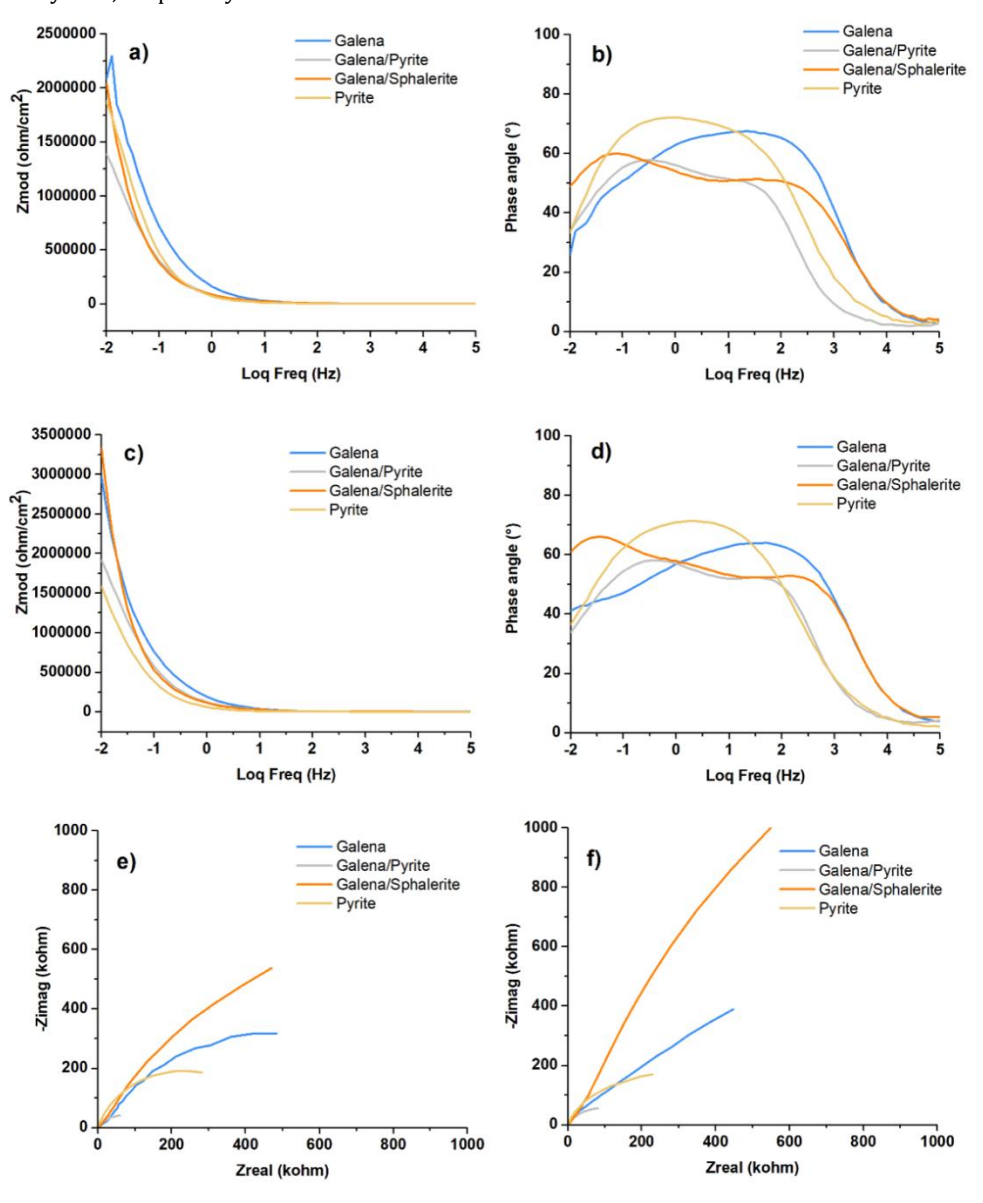 a)
Galena
Galena/Pyrite
Galena/Sphalerite
Pyrite
Zmod (ohm/cm2)
2500000
2000000
1500000
1000000
500000
0
-2 -1 0 1 2 3 4 5
Loq Freq (Hz)
b)
Galena
Galena/Pyrite
Galena/Sphalerite
Pyrite
Phase angle (°)
100
80
60
40
20
0
-2 -1 0 1 2 3 4 5
Loq Freq (Hz)
c)
Galena
Galena/Pyrite
Galena/Sphalerite
Pyrite
Zmod (ohm/cm2)
3500000
3000000
2500000
2000000
1500000
1000000
500000
0
-2 -1 0 1 2 3 4 5
Loq Freq (Hz)
d)
Galena
Galena/Pyrite
Galena/Sphalerite
Pyrite
Phase angle (°)
100
80
60
40
20
0
-2 -1 0 1 2 3 4 5
Loq Freq (Hz)
e)
Galena
Galena/Pyrite
Galena/Sphalerite
Pyrite
-Zimag (kohm)
1000
800
600
400
200
0
0 200 400 600 800 1000
Zreal (kohm)
f)
Galena
Galena/Pyrite
Galena/Sphalerite
Pyrite
-Zimag (kohm)
1000
800
600
400
200
0
0 200 400 600 800 1000
Zreal (kohm)